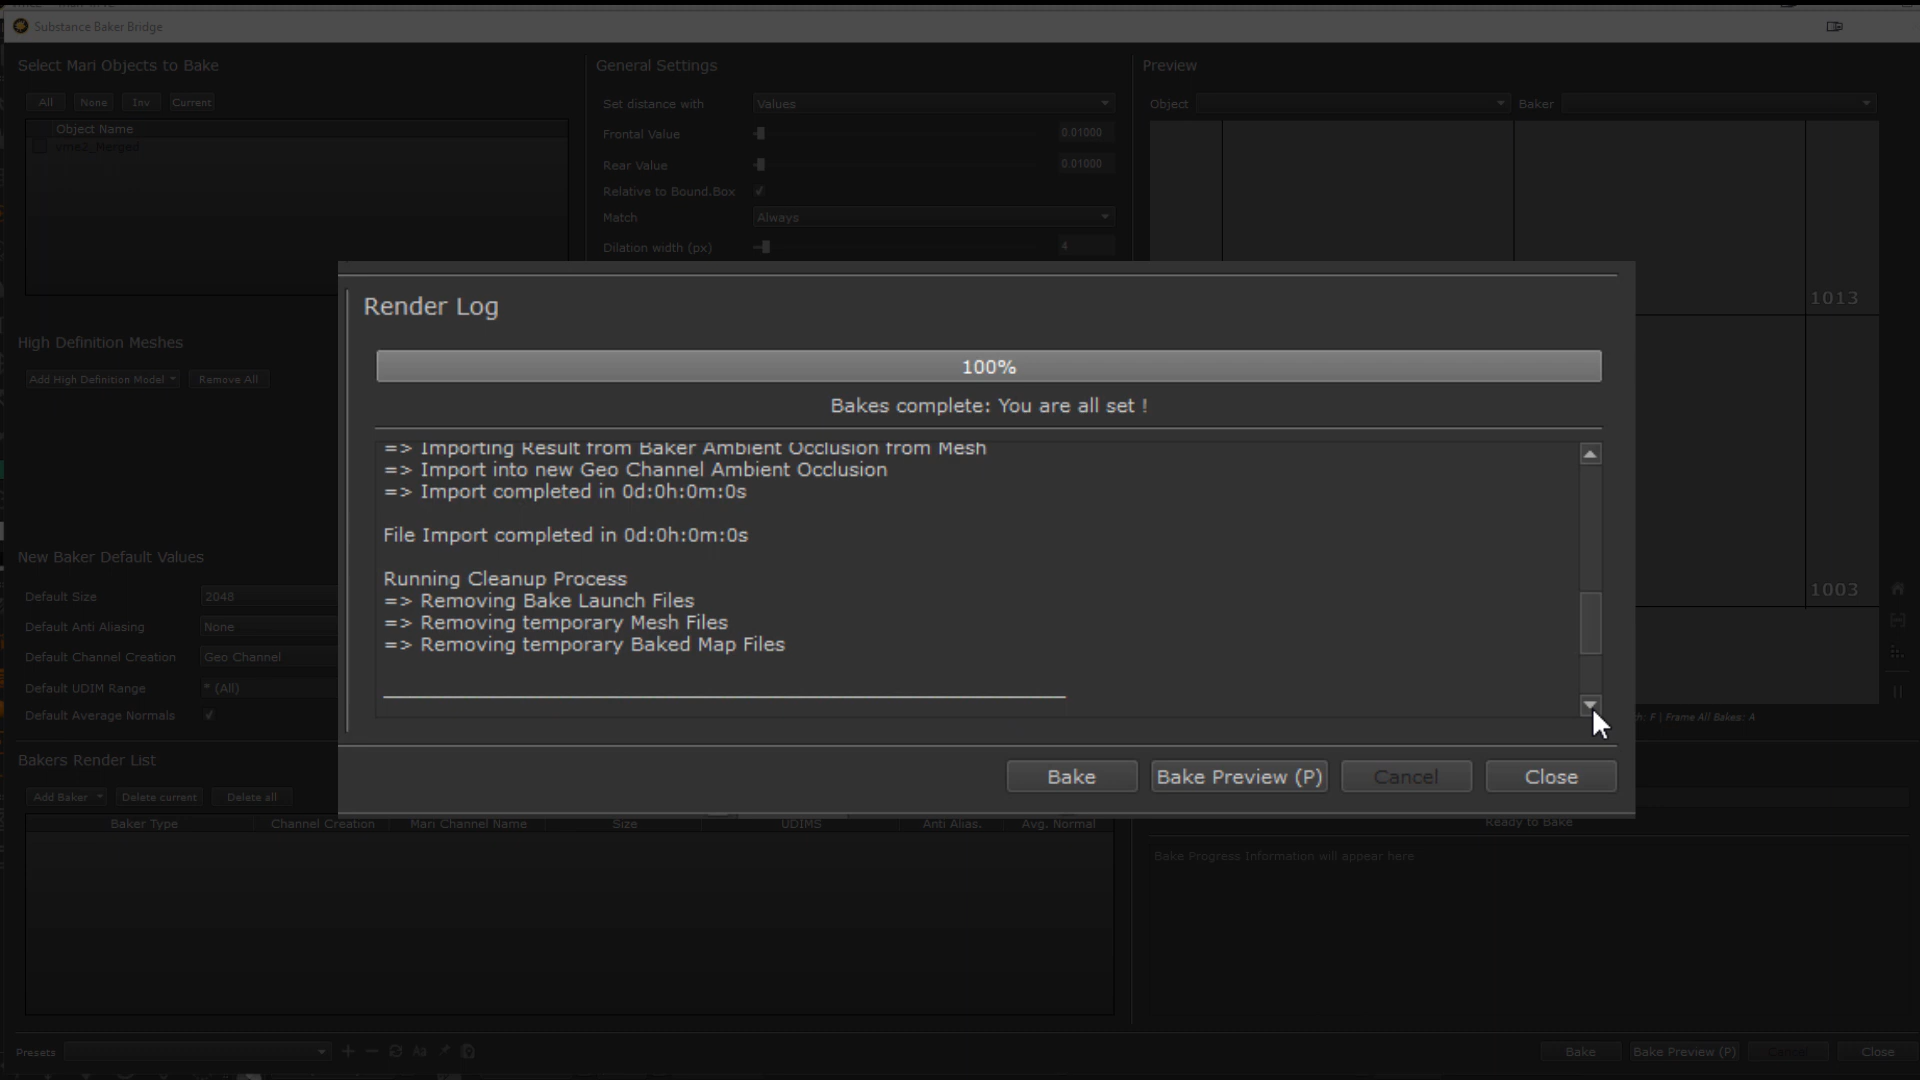 Substance Baker Bridge
Select Mari Objects to Bake
All None Inv Current
Object Name
vme2_Merged
General Settings
Set distance with Values
Frontal Value 0.01000
Rear Value 0.01000
Relative to Bound.Box
Match Always
Dilation width (px) 4
Preview
Object Baker
1013
1003
High Definition Meshes
Add High Definition Model Remove All
New Baker Default Values
Default Size 2048
Default Anti Aliasing None
Default Channel Creation Geo Channel
Default UDIM Range * (All)
Default Average Normals
Render Log
100%
Bakes complete: You are all set !
=> Importing Result from Baker Ambient Occlusion from Mesh
=> Import into new Geo Channel Ambient Occlusion
=> Import completed in 0d:0h:0m:0s
File Import completed in 0d:0h:0m:0s
Running Cleanup Process
=> Removing Bake Launch Files
=> Removing temporary Mesh Files
=> Removing temporary Baked Map Files
Bake Bake Preview (P) Cancel Close
: F | Frame All Bakes: A
Bakers Render List
Add Baker Delete current Delete all
Baker Type Channel Creation Mari Channel Name Size UDIMS Anti Alias. Avg. Normal
Ready to Bake
Bake Progress Information will appear here
Presets Aa
Bake Bake Preview (P) Cancel Close